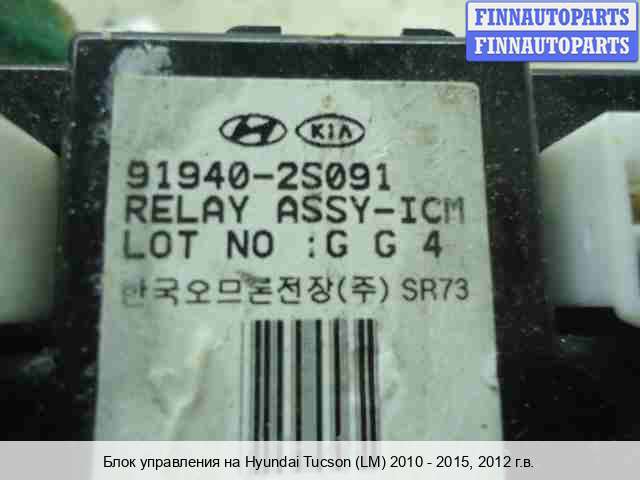 FINNAUTOPARTS
FINNAUTOPARTS
KIA
91940-2S091
RELAY ASSY-ICM
LOT NO :G G 4
한국오므론전장(주) SR73
Блок управления на Hyundai Tucson (LM) 2010 - 2015, 2012 г.в.